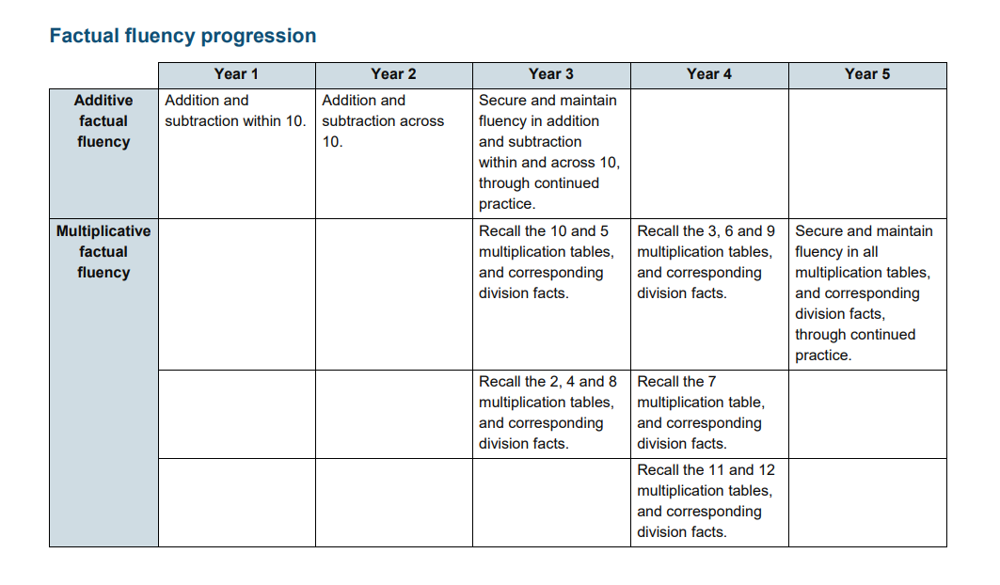 Factual fluency progression
Year 1
Year 2
Year 3
Year 4
Year 5
Additive
factual
fluency
Addition and
subtraction within 10.
Addition and
subtraction across
10.
Secure and maintain
fluency in addition
and subtraction
within and across 10,
through continued
practice.
Multiplicative
factual
fluency
Recall the 10 and 5
multiplication tables,
and corresponding
division facts.
Recall the 3, 6 and 9
multiplication tables,
and corresponding
division facts.
Secure and maintain
fluency in all
multiplication tables,
and corresponding
division facts,
through continued
practice.
Recall the 2, 4 and 8
multiplication tables,
and corresponding
division facts.
Recall the 7
multiplication table,
and corresponding
division facts.
Recall the 11 and 12
multiplication tables,
and corresponding
division facts.